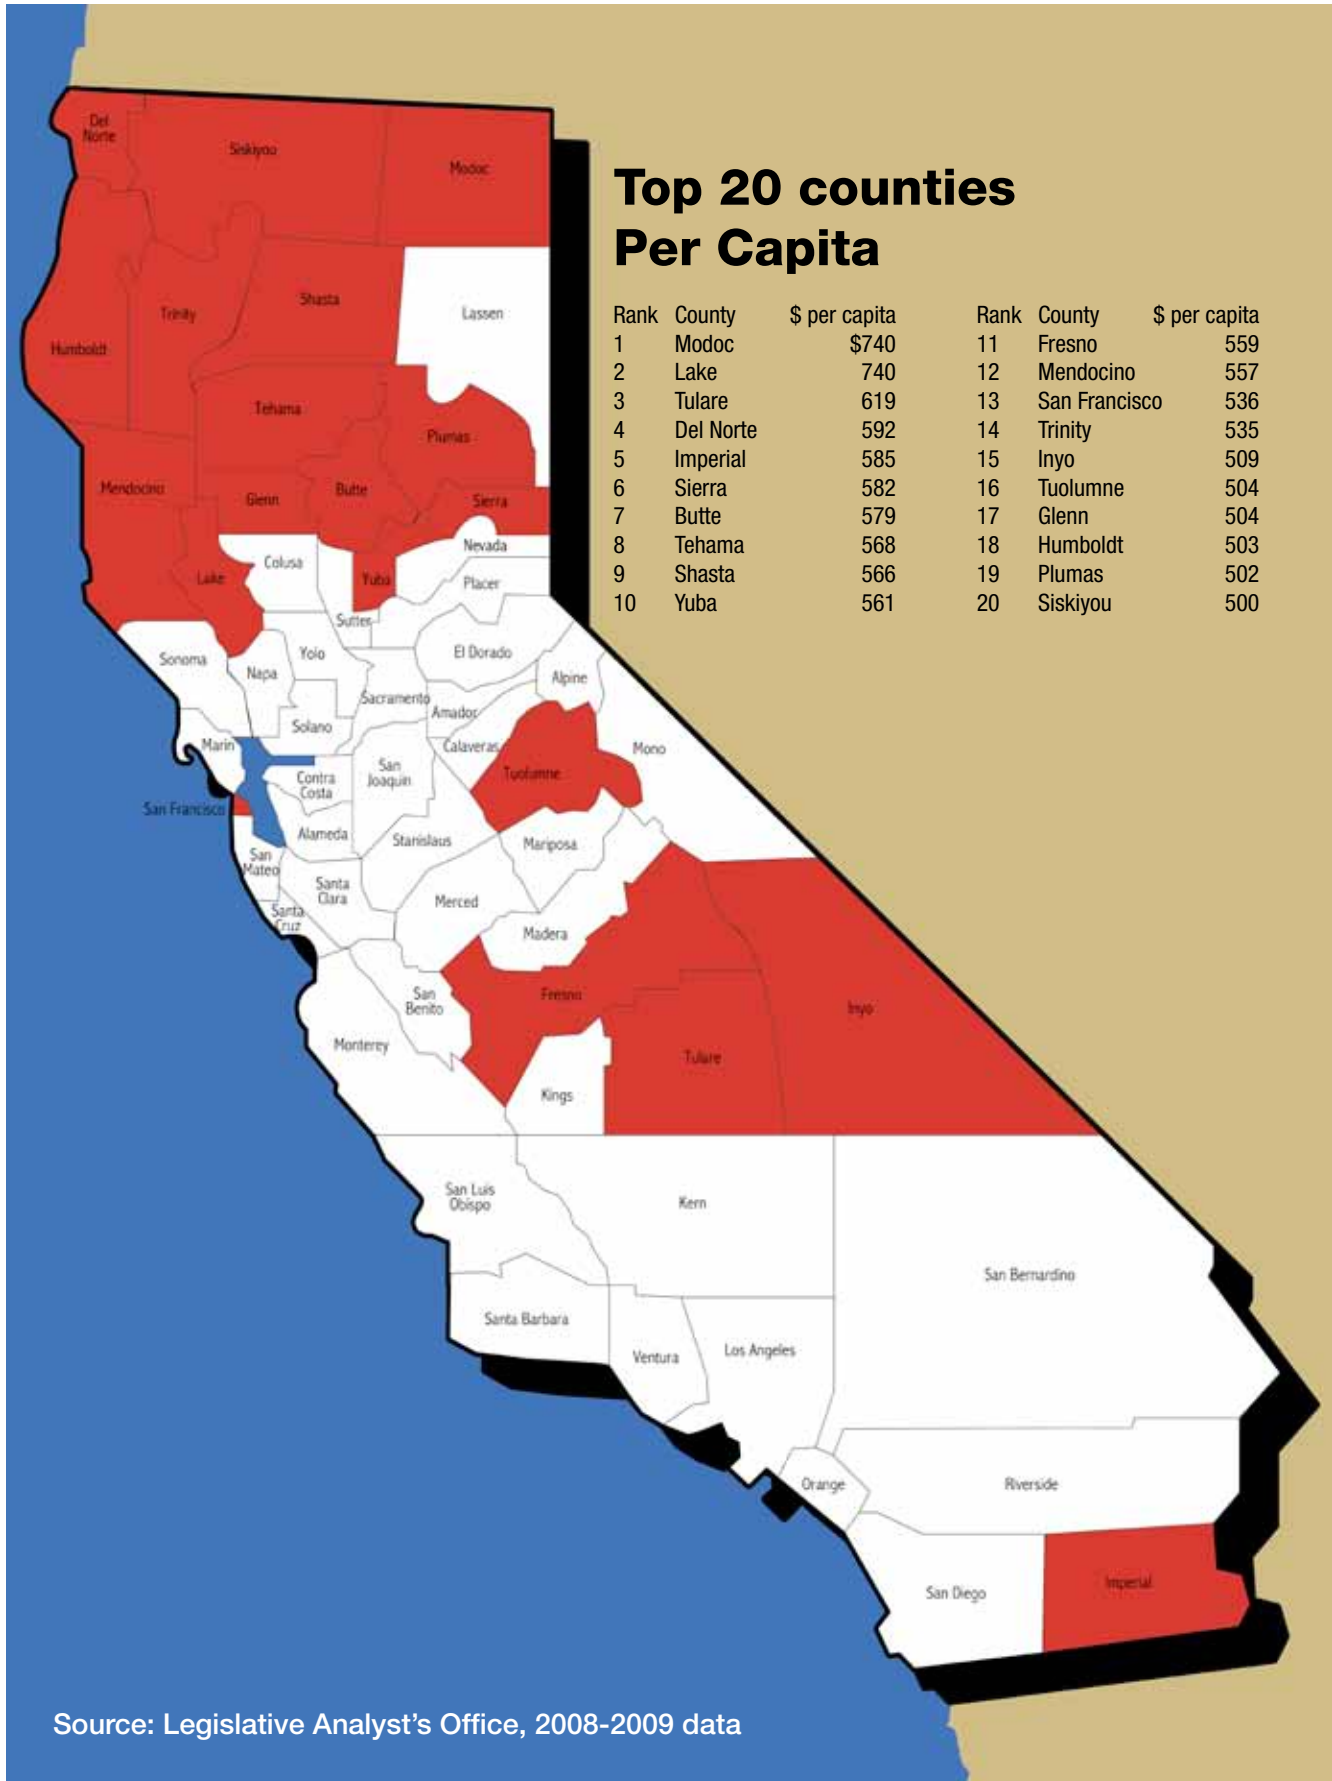 Top 20 counties
Per Capita
Rank County $ per capita
1 Modoc $740
2 Lake 740
3 Tulare 619
4 Del Norte 592
5 Imperial 585
6 Sierra 582
7 Butte 579
8 Tehama 568
9 Shasta 566
10 Yuba 561
Rank County $ per capita
11 Fresno 559
12 Mendocino 557
13 San Francisco 536
14 Trinity 535
15 Inyo 509
16 Tuolumne 504
17 Glenn 504
18 Humboldt 503
19 Plumas 502
20 Siskiyou 500
Del
Norte
Siskiyou
Modoc
Shasta
Lassen
Trinity
Humboldt
Tehama
Plumas
Mendocino
Glenn
Butte
Sierra
Nevada
Colusa
Lake
Yuba
Placer
Sutter
Sonoma
Napa
Yolo
El Dorado
Alpine
Sacramento
Amador
Solano
Marin
Calaveras
Mono
Tuolumne
San
Joaquin
Contra
Costa
San Francisco
Alameda
Stanislaus
Mariposa
San
Mateo
Santa
Clara
Merced
Santa
Cruz
Madera
San
Benito
Fresno
Inyo
Monterey
Tulare
Kings
San Luis
Obispo
Kern
San Bernardino
Santa Barbara
Ventura
Los Angeles
Orange
Riverside
San Diego
Imperial
Source: Legislative Analyst's Office, 2008-2009 data